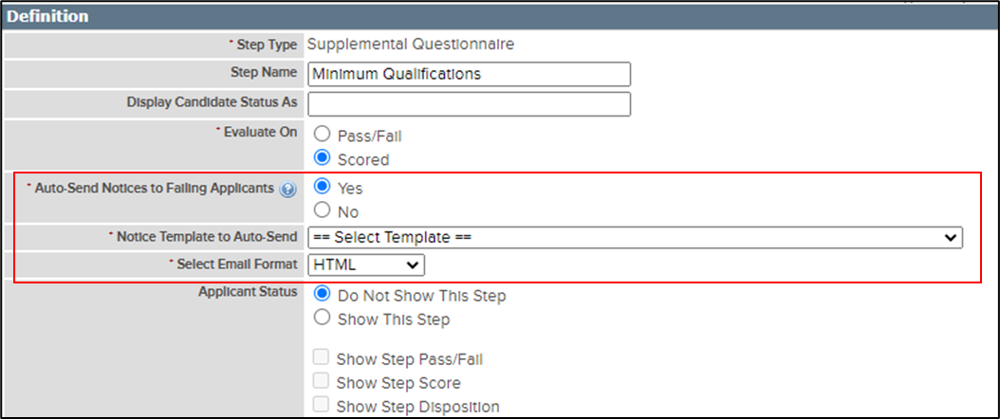 Definition
* Step Type Supplemental Questionnaire
Step Name Minimum Qualifications
Display Candidate Status As
* Evaluate On Pass/Fail
Scored
* Auto-Send Notices to Failing Applicants ? Yes
No
* Notice Template to Auto-Send == Select Template ==
* Select Email Format HTML
Applicant Status Do Not Show This Step
Show This Step
Show Step Pass/Fail
Show Step Score
Show Step Disposition